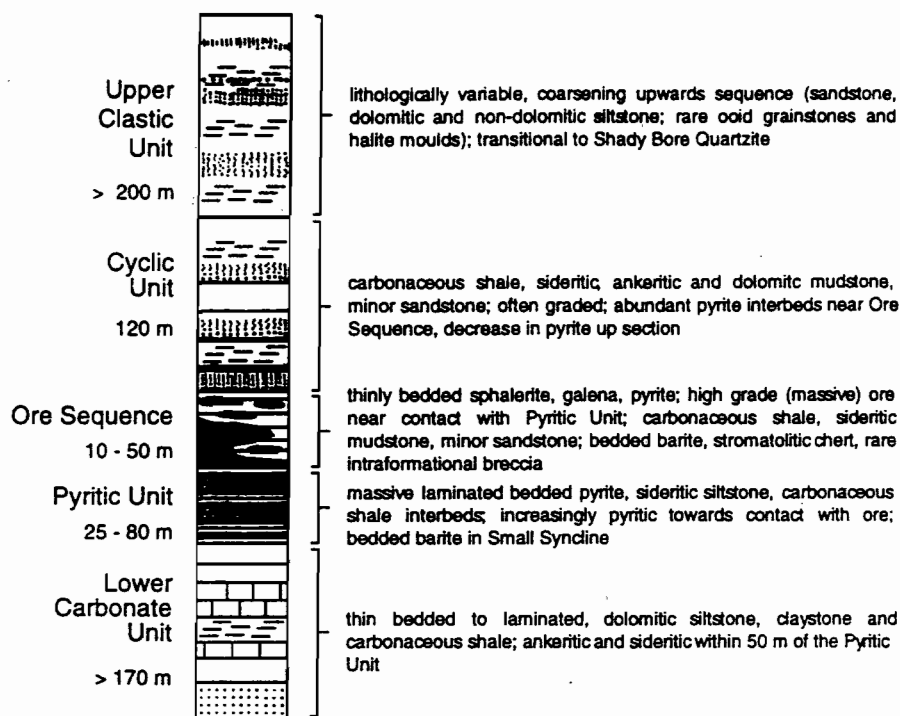 Upper
Clastic
Unit
> 200 m
lithologically variable, coarsening upwards sequence (sandstone,
dolomitic and non-dolomitic siltstone; rare ooid grainstones and
halite moulds); transitional to Shady Bore Quartzite
Cyclic
Unit
120 m
carbonaceous shale, sideritic, ankeritic and dolomitc mudstone,
minor sandstone; often graded; abundant pyrite interbeds near Ore
Sequence, decrease in pyrite up section
Ore Sequence
10 - 50 m
thinly bedded sphalerite, galena, pyrite; high grade (massive) ore
near contact with Pyritic Unit; carbonaceous shale, sideritic
mudstone, minor sandstone; bedded barite, stromatolitic chert, rare
intraformational breccia
Pyritic Unit
25 - 80 m
massive laminated bedded pyrite, sideritic siltstone, carbonaceous
shale interbeds; increasingly pyritic towards contact with ore;
bedded barite in Small Syncline
Lower
Carbonate
Unit
> 170 m
thin bedded to laminated, dolomitic siltstone, claystone and
carbonaceous shale; ankeritic and sideritic within 50 m of the Pyritic
Unit